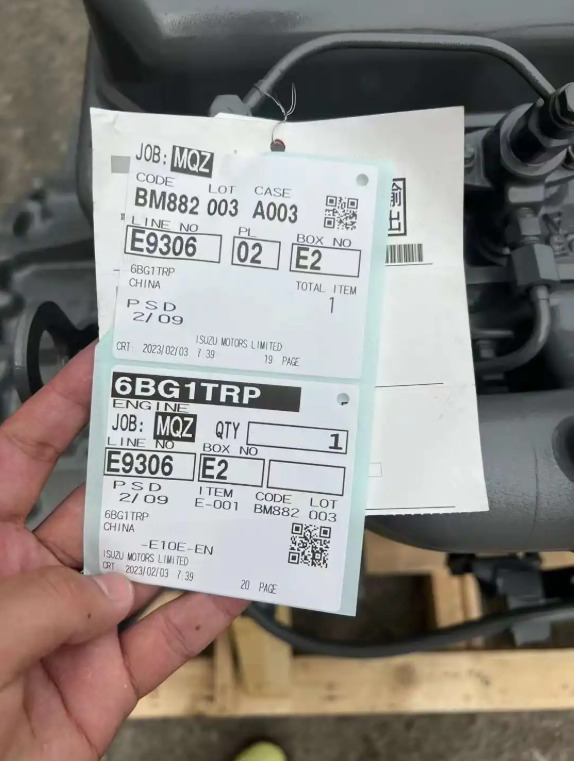 JOB: MQZ
CODE LOT CASE
BM882 003 A003
LINE NO PL BOX NO
E9306 02 E2
6BG1TRP TOTAL ITEM
CHINA 1
PSD
2/09
ISUZU MOTORS LIMITED
CRT: 2023/02/03 7:39 19 PAGE
輸出
6BG1TRP
ENGINE
JOB: MQZ QTY 1
LINE NO BOX NO
E9306 E2
PSD ITEM CODE LOT
2/09 E-001 BM882 003
6BG1TRP
CHINA
-E10E-EN
ISUZU MOTORS LIMITED
CRT 2023/02/03 7:39 20 PAGE